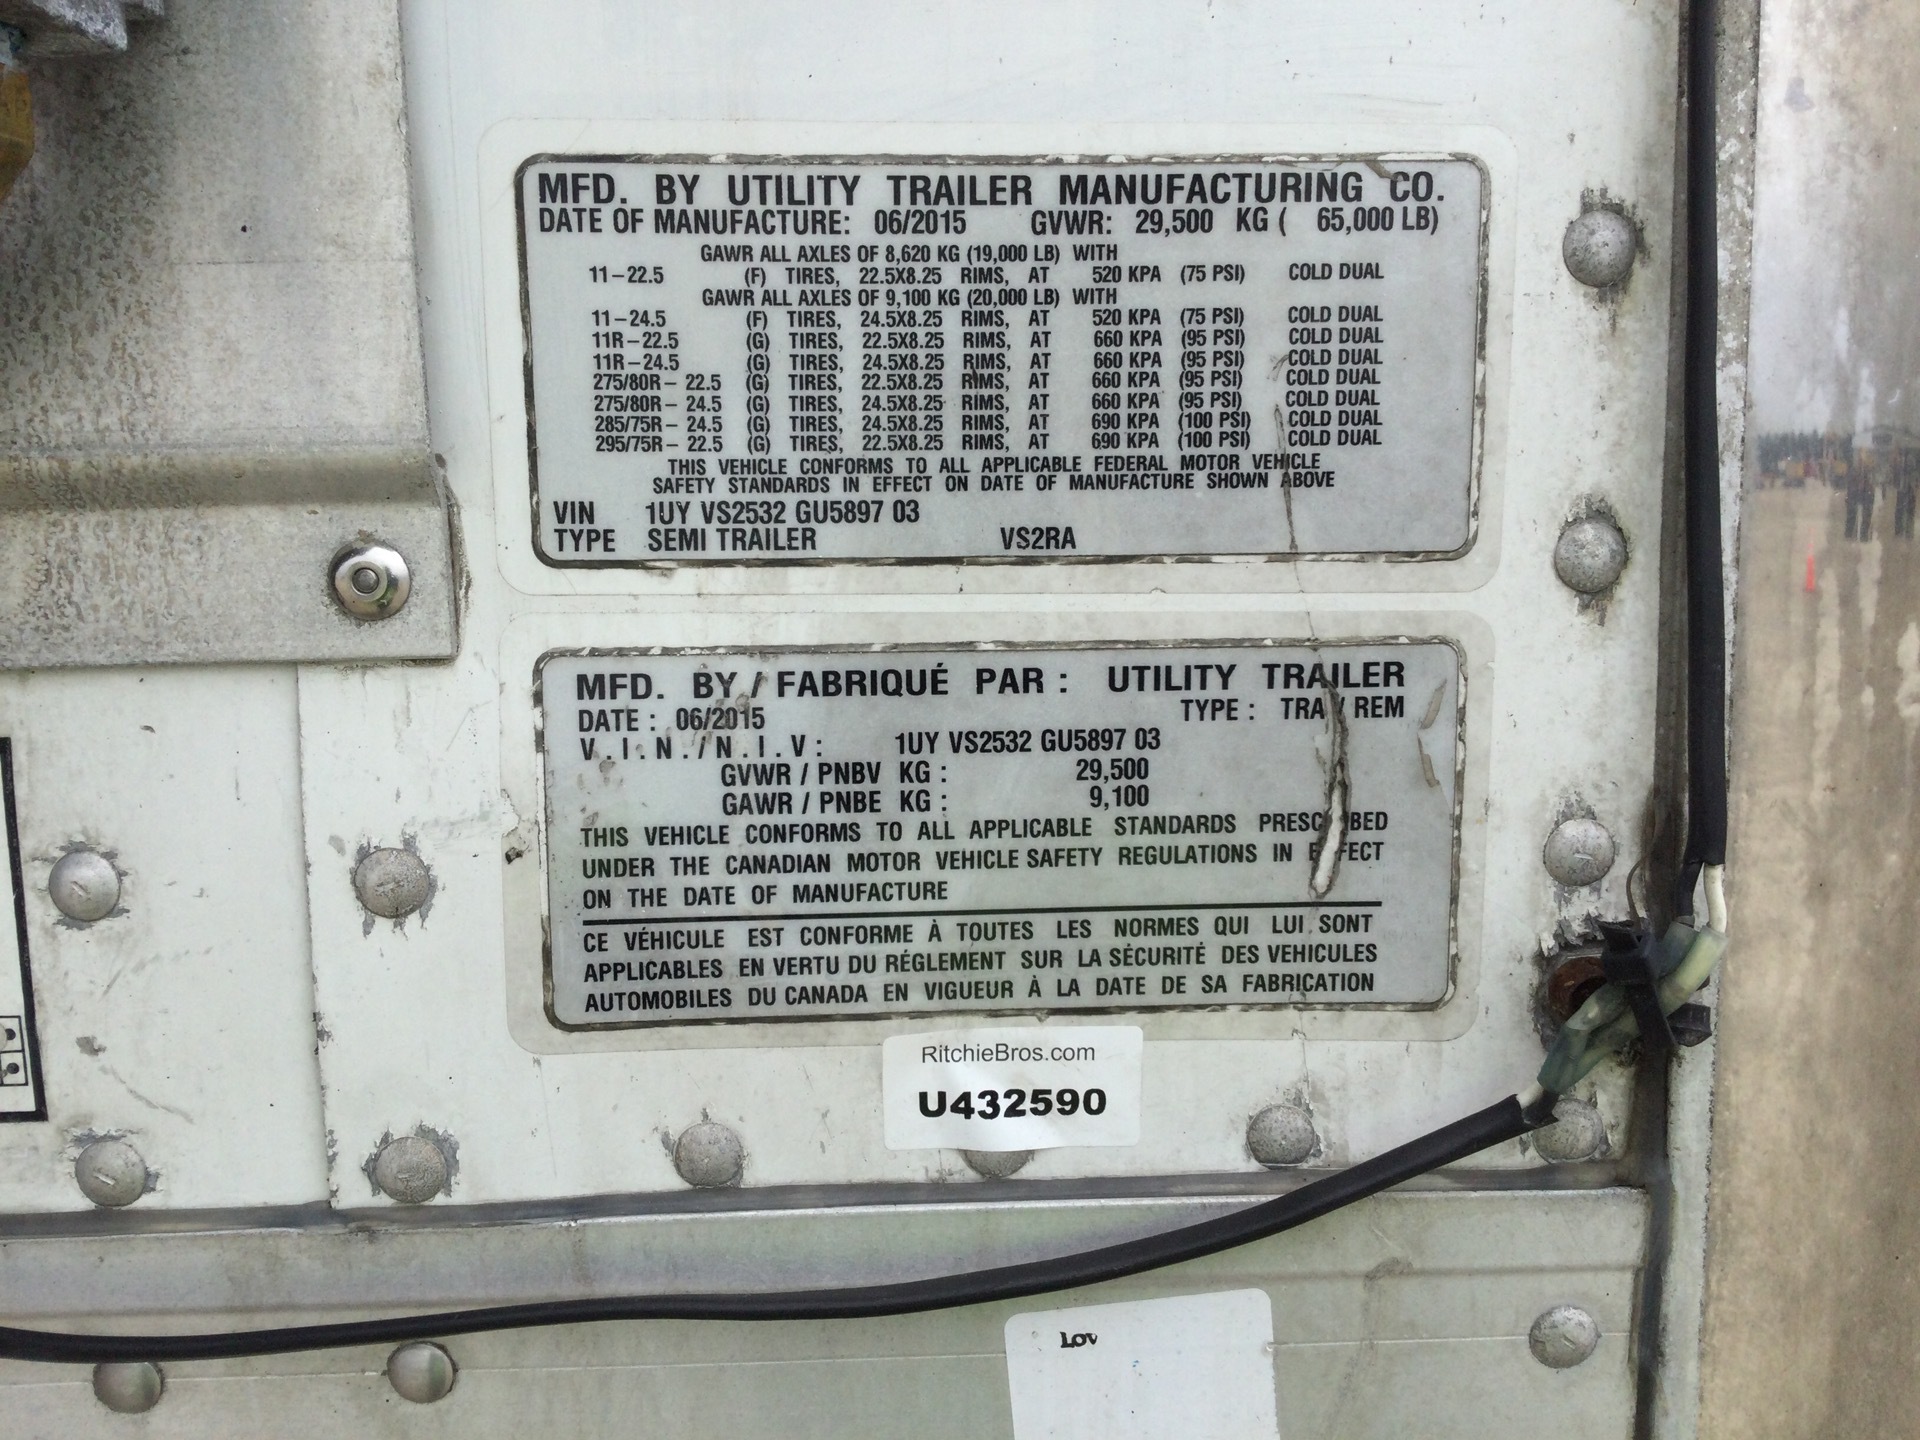 MFD. BY UTILITY TRAILER MANUFACTURING CO.
DATE OF MANUFACTURE: 06/2015 GVWR: 29,500 KG ( 65,000 LB)
GAWR ALL AXLES OF 8,620 KG (19,000 LB) WITH
11-22.5 (F) TIRES, 22.5X8.25 RIMS, AT 520 KPA (75 PSI) COLD DUAL
GAWR ALL AXLES OF 9,100 KG (20,000 LB) WITH
11-24.5 (F) TIRES, 24.5X8.25 RIMS, AT 520 KPA (75 PSI) COLD DUAL
11R-22.5 (G) TIRES, 22.5X8.25 RIMS, AT 660 KPA (95 PSI) COLD DUAL
11R-24.5 (G) TIRES, 24.5X8.25 RIMS, AT 660 KPA (95 PSI) COLD DUAL
275/80R- 22.5 (G) TIRES, 22.5X8.25 RIMS, AT 660 KPA (95 PSI) COLD DUAL
275/80R- 24.5 (G) TIRES, 24.5X8.25 RIMS, AT 660 KPA (95 PSI) COLD DUAL
285/75R- 24.5 (G) TIRES, 24.5X8.25 RIMS, AT 690 KPA (100 PSI) COLD DUAL
295/75R- 22.5 (G) TIRES, 22.5X8.25 RIMS, AT 690 KPA (100 PSI) COLD DUAL
THIS VEHICLE CONFORMS TO ALL APPLICABLE FEDERAL MOTOR VEHICLE
SAFETY STANDARDS IN EFFECT ON DATE OF MANUFACTURE SHOWN ABOVE
VIN 1UY VS2532 GU5897 03
TYPE SEMI TRAILER VS2RA
MFD. BY / FABRIQUÉ PAR : UTILITY TRAILER
DATE : 06/2015 TYPE : TRA / REM
V.I.N./N.I.V: 1UY VS2532 GU5897 03
GVWR / PNBV KG : 29,500
GAWR / PNBE KG : 9,100
THIS VEHICLE CONFORMS TO ALL APPLICABLE STANDARDS PRESCRIBED
UNDER THE CANADIAN MOTOR VEHICLE SAFETY REGULATIONS IN EFFECT
ON THE DATE OF MANUFACTURE
CE VÉHICULE EST CONFORME À TOUTES LES NORMES QUI LUI SONT
APPLICABLES EN VERTU DU RÉGLEMENT SUR LA SÉCURITÉ DES VEHICULES
AUTOMOBILES DU CANADA EN VIGUEUR À LA DATE DE SA FABRICATION
RitchieBros.com
U432590
Lov